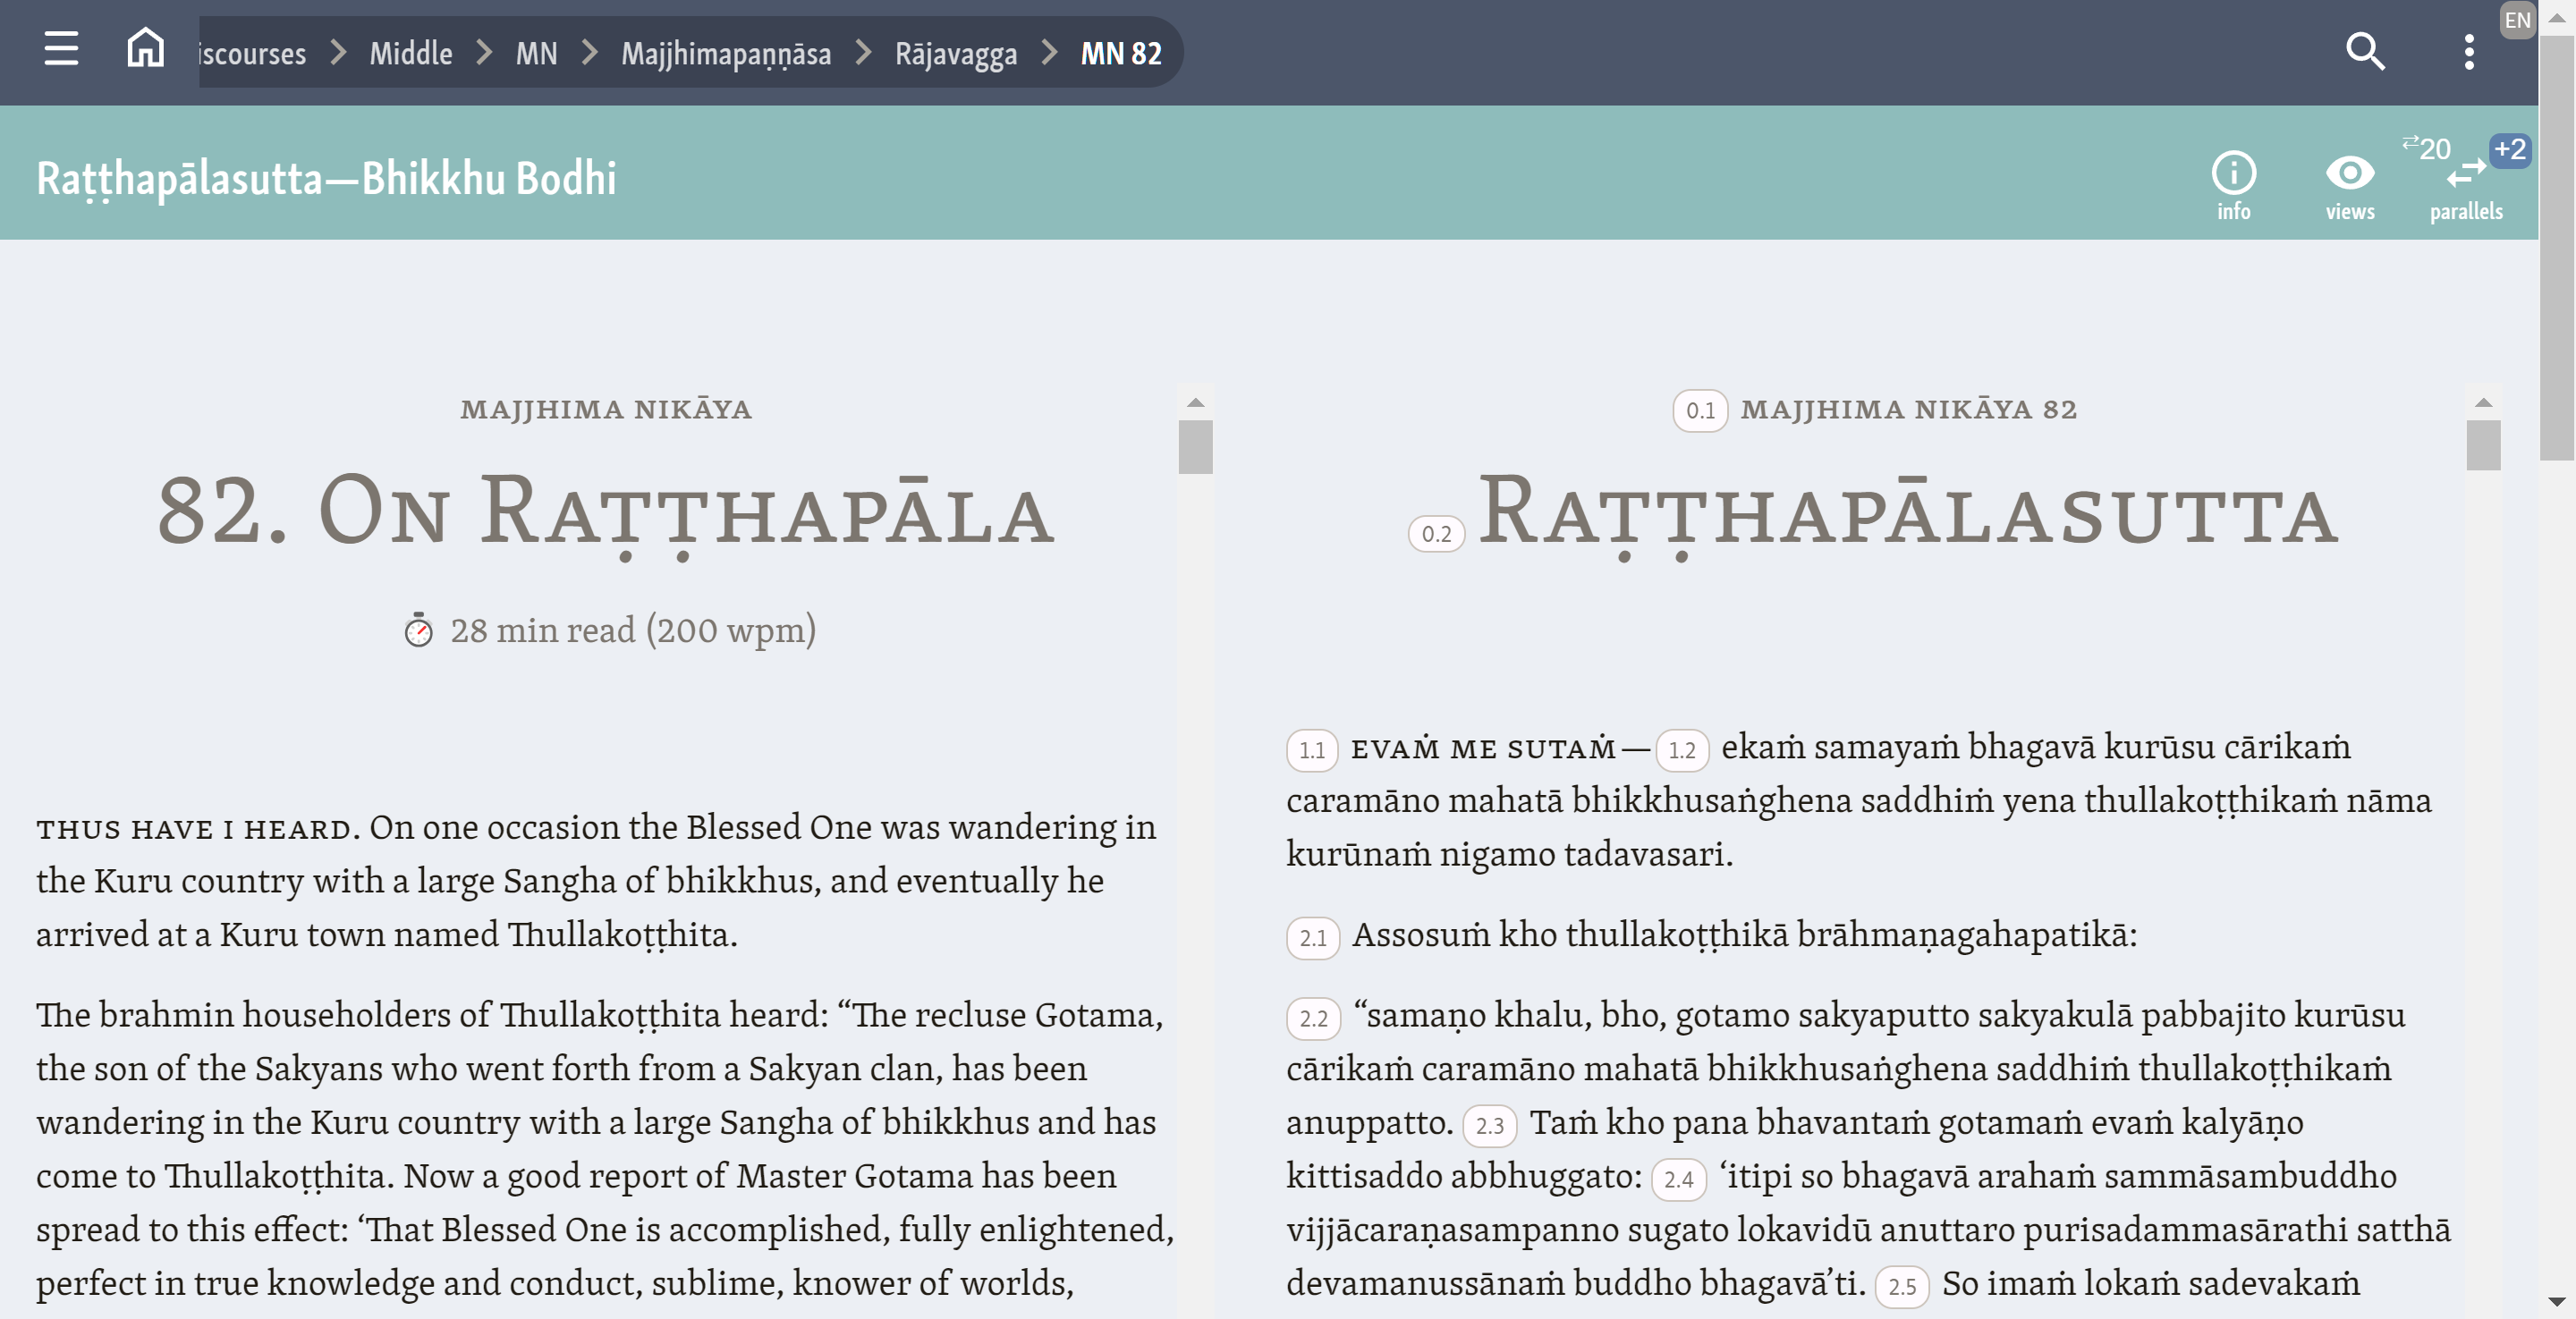 iscourses > Middle > MN > Majjhimapaṇṇāsa > Rājavagga > MN 82
EN
Raṭṭhapālasutta—Bhikkhu Bodhi
info
views
⇄20
+2
parallels
MAJJHIMA NIKĀYA
82. On Raṭṭhapāla
28 min read (200 wpm)
THUS HAVE I HEARD. On one occasion the Blessed One was wandering in
the Kuru country with a large Sangha of bhikkhus, and eventually he
arrived at a Kuru town named Thullakoṭṭhita.
The brahmin householders of Thullakoṭṭhita heard: “The recluse Gotama,
the son of the Sakyans who went forth from a Sakyan clan, has been
wandering in the Kuru country with a large Sangha of bhikkhus and has
come to Thullakoṭṭhita. Now a good report of Master Gotama has been
spread to this effect: ‘That Blessed One is accomplished, fully enlightened,
perfect in true knowledge and conduct, sublime, knower of worlds,
0.1 MAJJHIMA NIKĀYA 82
0.2 Raṭṭhapālasutta
1.1 EVAṀ ME SUTAṀ— 1.2 ekaṁ samayaṁ bhagavā kurūsu cārikaṁ
caramāno mahatā bhikkhusaṅghena saddhiṁ yena thullakoṭṭhikaṁ nāma
kurūnaṁ nigamo tadavasari.
2.1 Assosuṁ kho thullakoṭṭhikā brāhmaṇagahapatikā:
2.2 “samaṇo khalu, bho, gotamo sakyaputto sakyakulā pabbajito kurūsu
cārikaṁ caramāno mahatā bhikkhusaṅghena saddhiṁ thullakoṭṭhikaṁ
anuppatto. 2.3 Taṁ kho pana bhavantaṁ gotamaṁ evaṁ kalyāṇo
kittisaddo abbhuggato: 2.4 ‘itipi so bhagavā arahaṁ sammāsambuddho
vijjācaraṇasampanno sugato lokavidū anuttaro purisadammasārathi satthā
devamanussānaṁ buddho bhagavā’ti. 2.5 So imaṁ lokaṁ sadevakaṁ